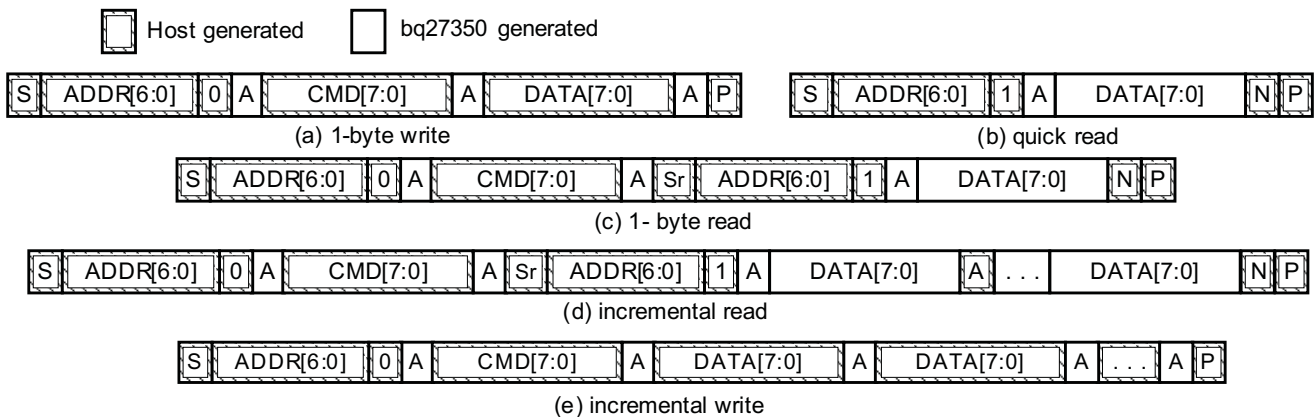 Host generated bq27350 generated
S ADDR[6:0] 0 A CMD[7:0] A DATA[7:0] A P S ADDR[6:0] 1 A DATA[7:0] N P
(a) 1-byte write (b) quick read
S ADDR[6:0] 0 A CMD[7:0] A Sr ADDR[6:0] 1 A DATA[7:0] N P
(c) 1- byte read
S ADDR[6:0] 0 A CMD[7:0] A Sr ADDR[6:0] 1 A DATA[7:0] A . . . DATA[7:0] N P
(d) incremental read
S ADDR[6:0] 0 A CMD[7:0] A DATA[7:0] A DATA[7:0] A . . . A P
(e) incremental write